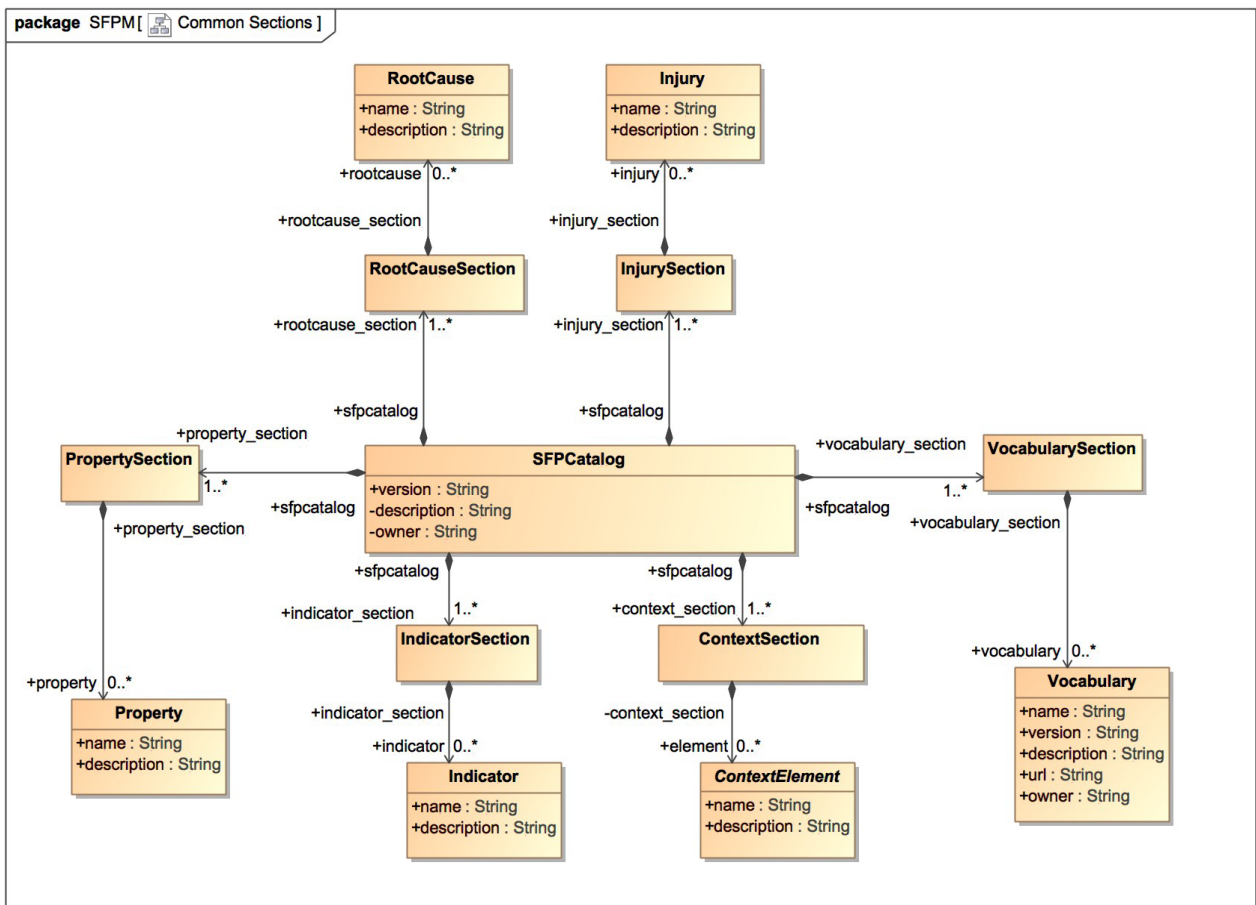 package SFPM [ Common Sections ]
RootCause
+name : String
+description : String
Injury
+name : String
+description : String
+rootcause 0..*
+injury 0..*
+rootcause_section
+injury_section
RootCauseSection
InjurySection
+rootcause_section 1..*
+injury_section 1..*
+sfpcatalog
+sfpcatalog
+property_section
+vocabulary_section
PropertySection
SFPCatalog
+version : String
-description : String
-owner : String
VocabularySection
1..*
+sfpcatalog
1..*
+sfpcatalog
+property_section
+vocabulary_section
+sfpcatalog
+sfpcatalog
+indicator_section 1..*
+context_section 1..*
IndicatorSection
ContextSection
+vocabulary 0..*
+property 0..*
Property
+name : String
+description : String
+indicator_section
-context_section
+indicator 0..*
+element 0..*
Vocabulary
+name : String
+version : String
+description : String
+url : String
+owner : String
Indicator
+name : String
+description : String
ContextElement
+name : String
+description : String